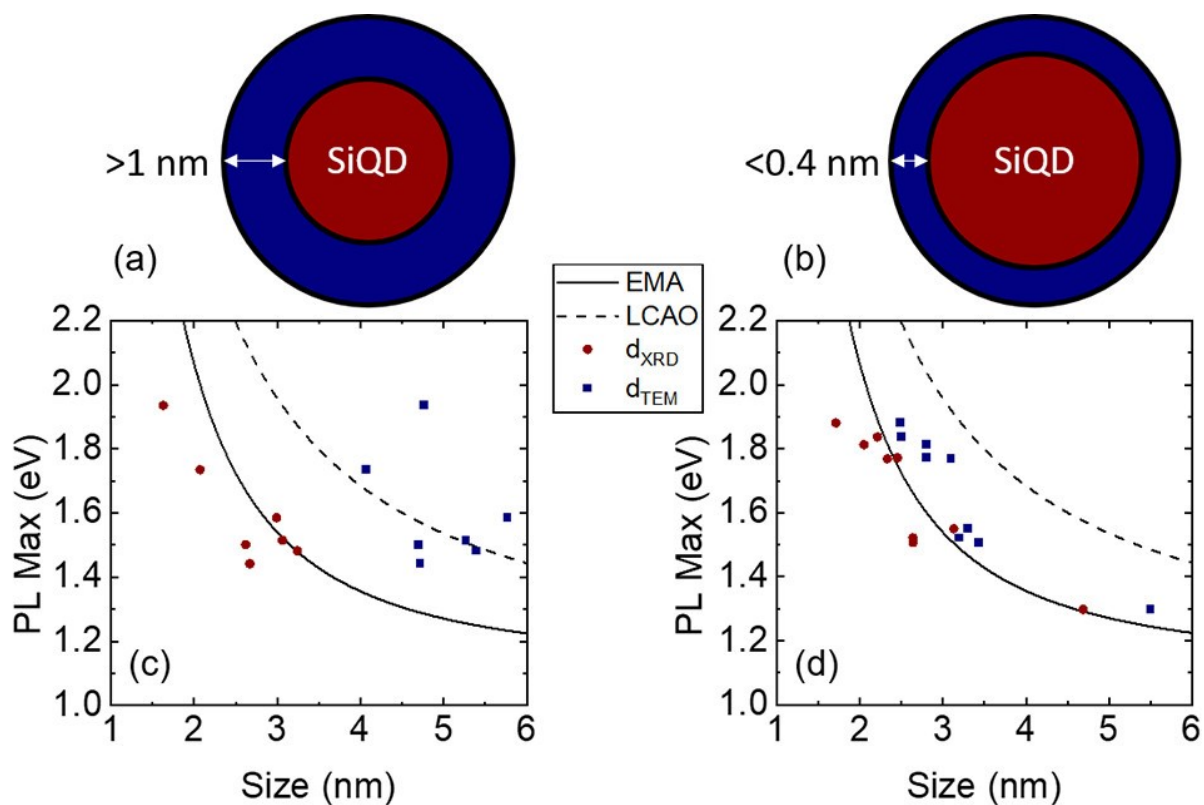 >1 nm
SiQD
(a)
<0.4 nm
SiQD
(b)
EMA
LCAO
dXRD
dTEM
PL Max (eV)
2.2
2.0
1.8
1.6
1.4
1.2
1.0
(c)
1 2 3 4 5 6
Size (nm)
PL Max (eV)
2.2
2.0
1.8
1.6
1.4
1.2
1.0
(d)
1 2 3 4 5 6
Size (nm)